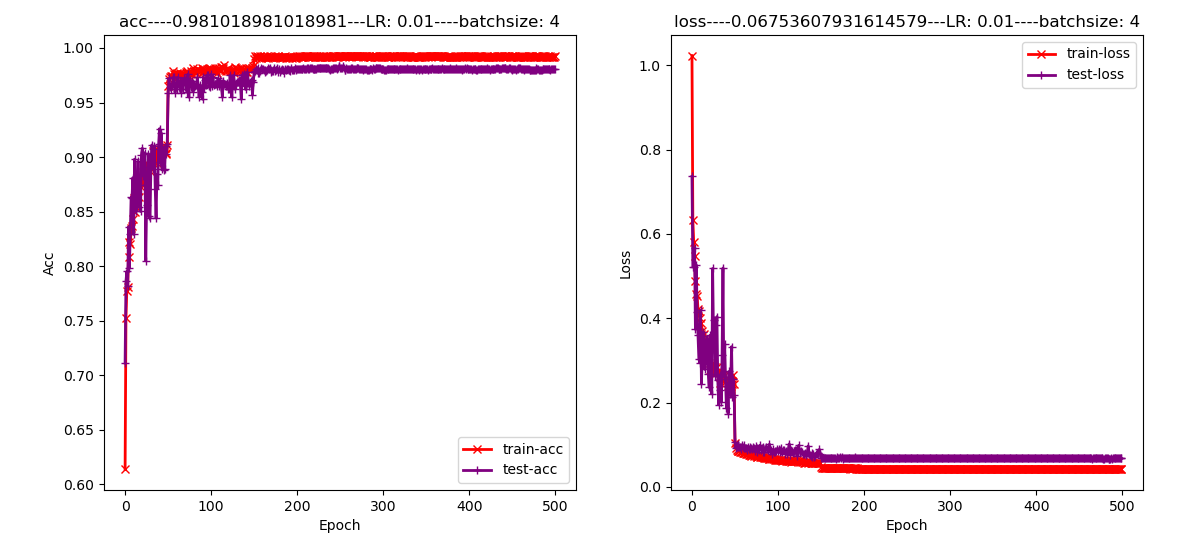 acc----0.981018981018981---LR: 0.01----batchsize: 4
1.00
0.95
0.90
0.85
0.80
0.75
0.70
0.65
0.60
Acc
0 100 200 300 400 500
Epoch
train-acc
test-acc
loss----0.06753607931614579---LR: 0.01----batchsize: 4
1.0
0.8
0.6
0.4
0.2
0.0
Loss
0 100 200 300 400 500
Epoch
train-loss
test-loss